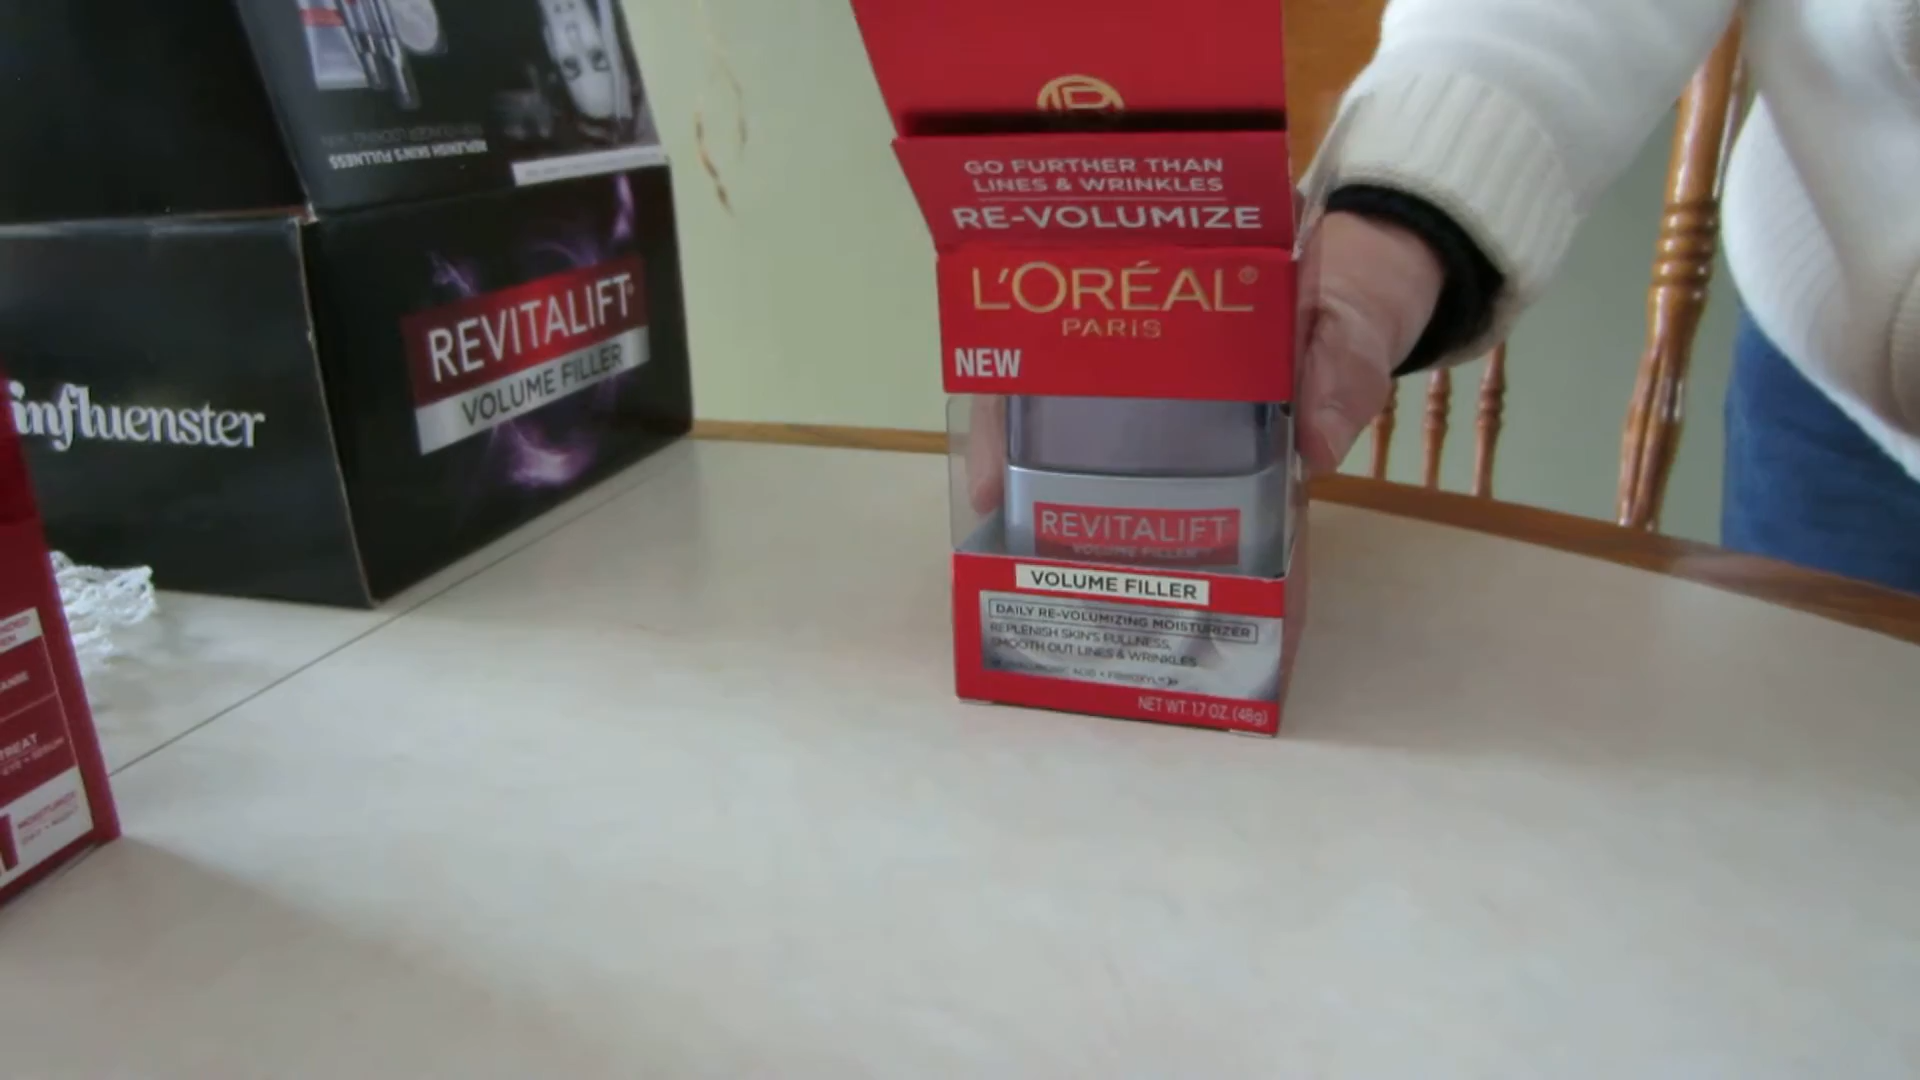 REPLENISH SKIN'S FULLNESS
influenster
REVITALIFT
VOLUME FILLER
GO FURTHER THAN
LINES & WRINKLES
RE-VOLUMIZE
L'ORÉAL®
PARIS
NEW
REVITALIFT
VOLUME FILLER
VOLUME FILLER
DAILY RE-VOLUMIZING MOISTURIZER
REPLENISH SKIN'S FULLNESS,
SMOOTH OUT LINES & WRINKLES
NET WT. 1.7 OZ. (48g)
TREAT